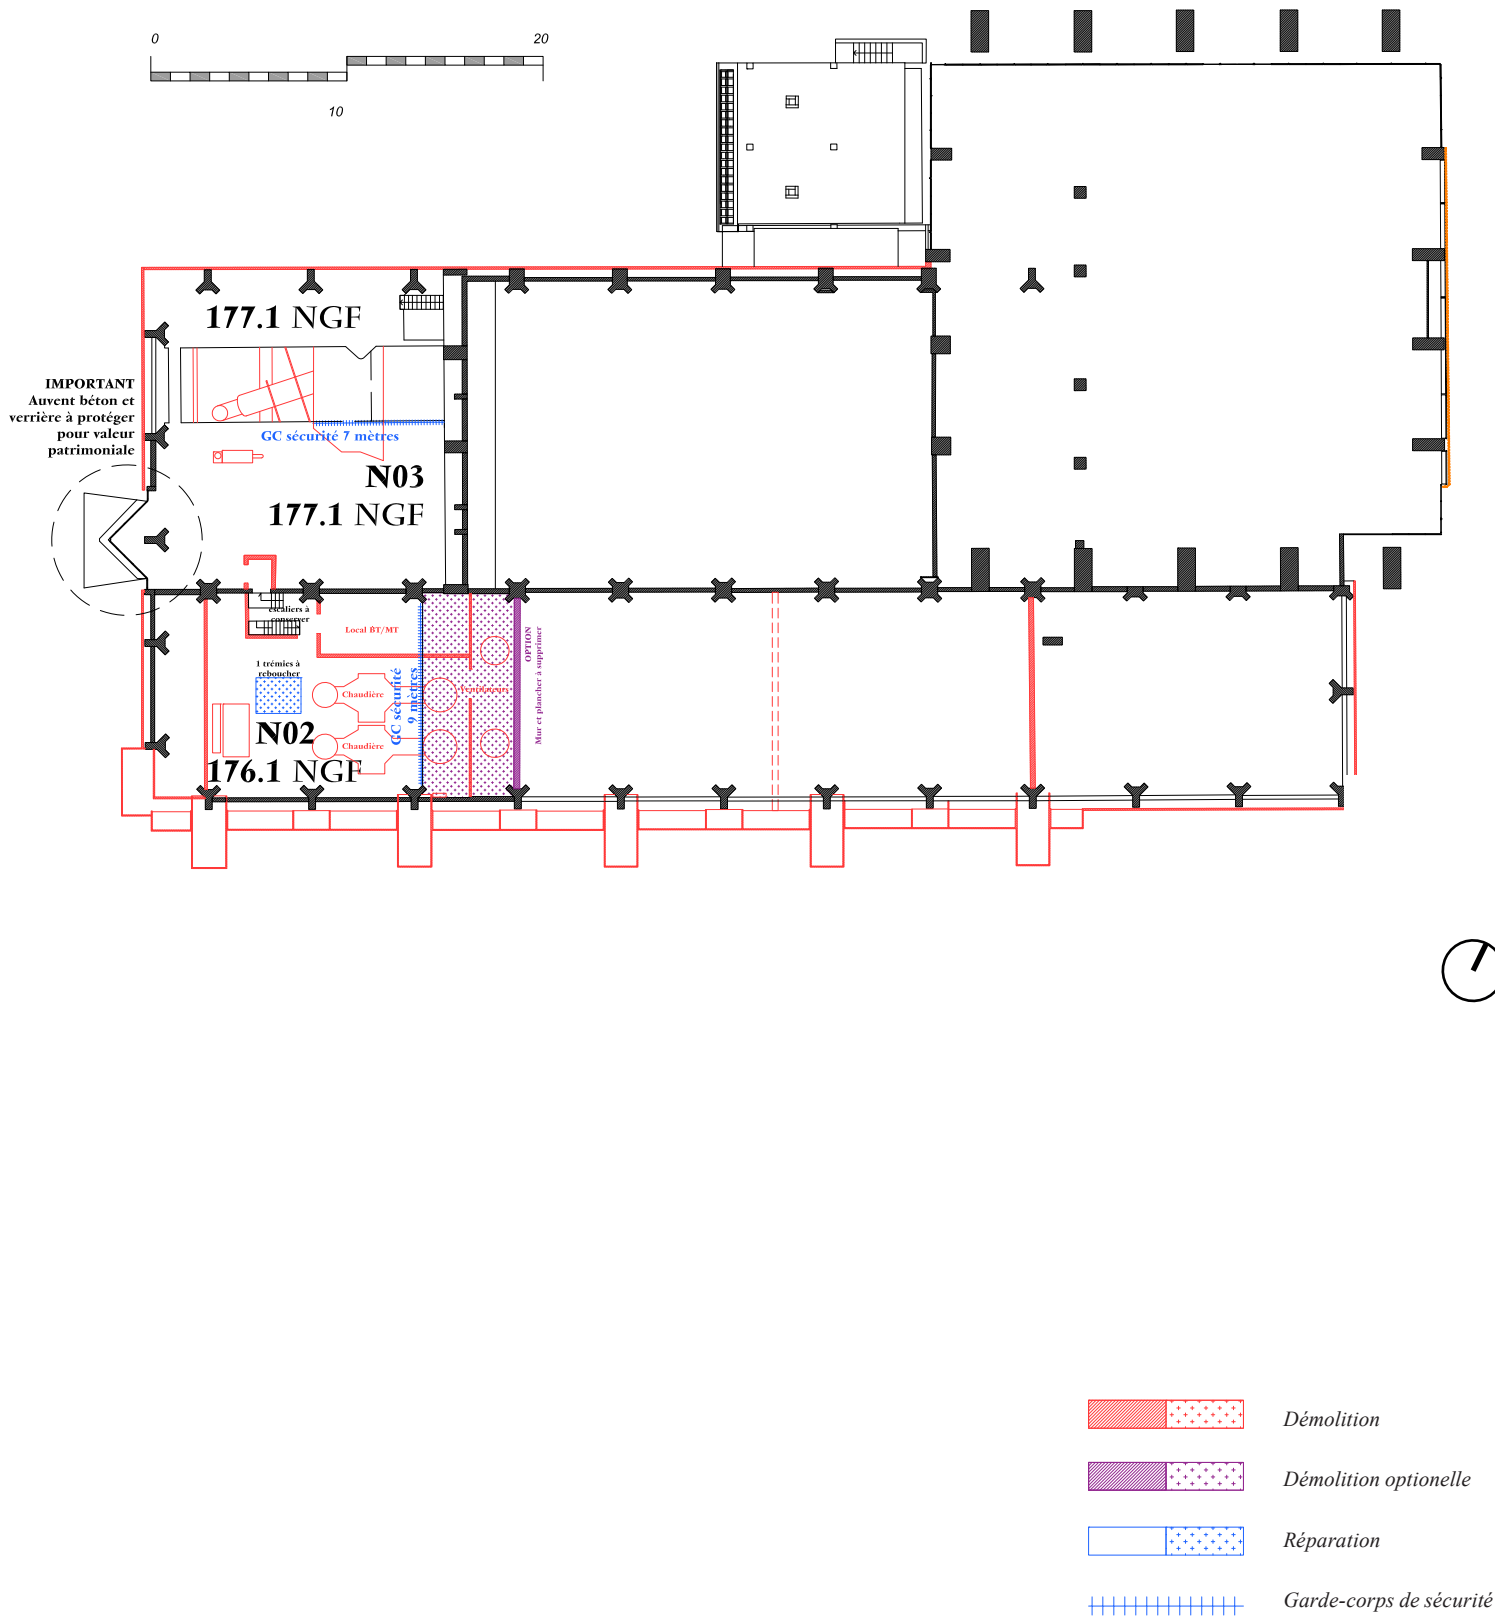 0
20
10
177.1 NGF
IMPORTANT
Auvent béton et
verrière à protéger
pour valeur
patrimoniale
GC sécurité 7 mètres
N03
177.1 NGF
escaliers à
conserver
Local BT/MT
1 trémies à
reboucher
Chaudière
Chaudière
Ventilateurs
GC sécurité
9 mètres
OPTION
Mur et plancher à supprimer
N02
176.1 NGF
Démolition
Démolition optionelle
Réparation
Garde-corps de sécurité